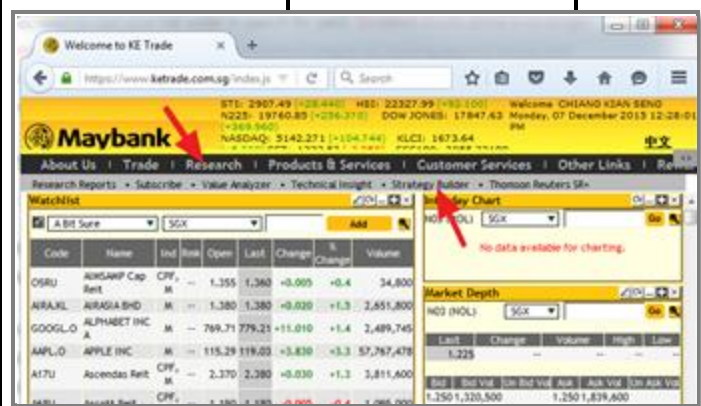 Welcome to KE Trade
https://www.ketrade.com.sg/index.js
Search
STI: 2907.49 (+28.440) HSI: 22327.99 (+92.100) Welcome CHIANG KIAN SENG
N225: 19760.85 DOW JONES: 17847.63 Monday, 07 December 2015 12:28:01 PM
Maybank
NASDAQ: 5142.271 (+104.744) KLCI: 1673.64
中文
About Us | Trade | Research | Products & Services | Customer Services | Other Links |
Research Reports • Subscribe • Value Analyzer • Technical Insight • Strategy Builder • Thomson Reuters SR+
Watchlist
Intraday Chart
A Bit Sure SGX Add
N03 (NOL) SGX Go
No data available for charting.
Code Name Ind Rmk Open Last Change % Change Volume
O5RU AIMSAMP Cap Reit CPF, M -- 1.355 1.360 +0.005 +0.4 34,800
AIRA.KL AIRASIA BHD M -- 1.380 1.380 +0.020 +1.5 2,651,800
GOOGL.O ALPHABET INC A M -- 769.71 779.21 +11.010 +1.4 2,489,745
AAPL.O APPLE INC M -- 115.29 119.03 +3.830 +3.3 57,767,478
A17U Ascendas Reit CPF, M -- 2.370 2.380 +0.030 +1.3 3,811,600
Market Depth
N03 (NOL) SGX Go
Last Change Volume High Low
1.225 -- -- -- --
Bid Bid Vol Un Bid Vol Ask Ask Vol Un Ask Vol
1.250 1,320,500 1.250 1,839,600